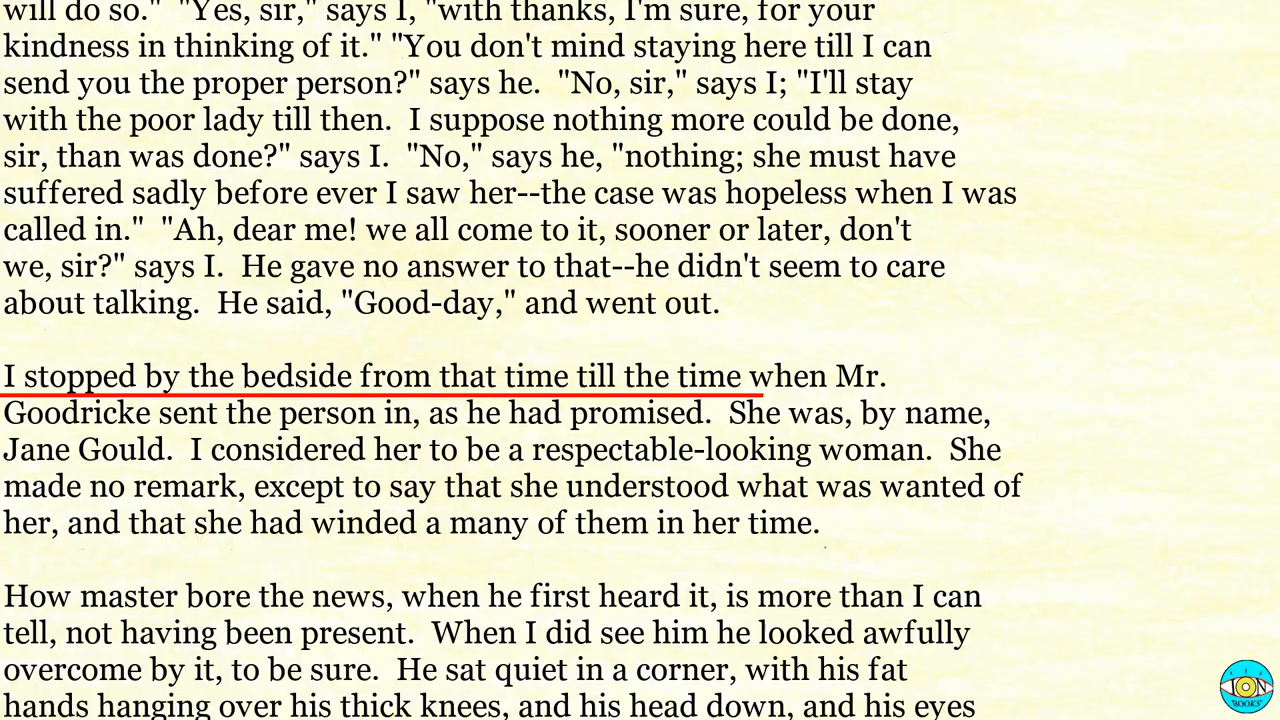 will do so."  "Yes, sir," says I, "with thanks, I'm sure, for your
kindness in thinking of it." "You don't mind staying here till I can
send you the proper person?" says he.  "No, sir," says I; "I'll stay
with the poor lady till then.  I suppose nothing more could be done,
sir, than was done?" says I.  "No," says he, "nothing; she must have
suffered sadly before ever I saw her--the case was hopeless when I was
called in."  "Ah, dear me! we all come to it, sooner or later, don't
we, sir?" says I.  He gave no answer to that--he didn't seem to care
about talking.  He said, "Good-day," and went out.
I stopped by the bedside from that time till the time when Mr.
Goodricke sent the person in, as he had promised.  She was, by name,
Jane Gould.  I considered her to be a respectable-looking woman.  She
made no remark, except to say that she understood what was wanted of
her, and that she had winded a many of them in her time.
How master bore the news, when he first heard it, is more than I can
tell, not having been present.  When I did see him he looked awfully
overcome by it, to be sure.  He sat quiet in a corner, with his fat
hands hanging over his thick knees, and his head down, and his eyes
ION
BOOKS